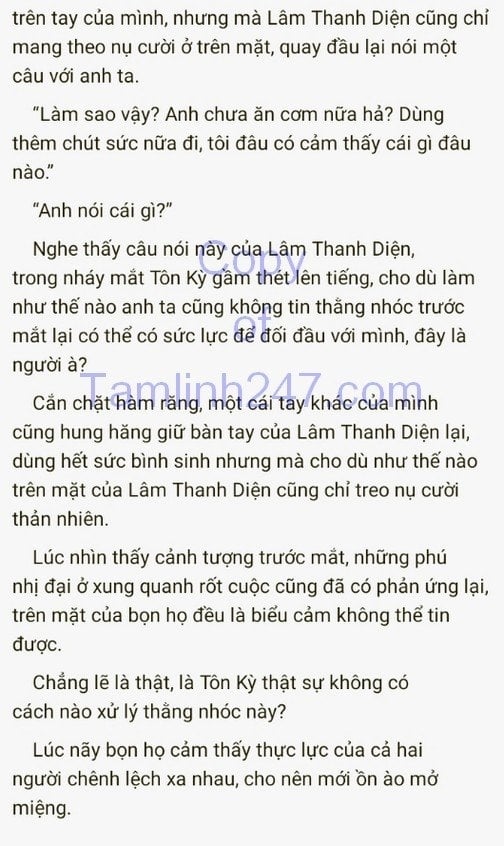 trên tay của mình, nhưng mà Lâm Thanh Diện cũng chỉ
mang theo nụ cười ở trên mặt, quay đầu lại nói một
câu với anh ta.
“Làm sao vậy? Anh chưa ăn cơm nữa hả? Dùng
thêm chút sức nữa đi, tôi đâu có cảm thấy cái gì đâu
nào.”
“Anh nói cái gì?”
Nghe thấy câu nói này của Lâm Thanh Diện,
trong nháy mắt Tôn Kỳ gầm thét lên tiếng, cho dù làm
như thế nào anh ta cũng không tin thằng nhóc trước
mắt lại có thể có sức lực để đối đầu với mình, đây là
người à?
Cắn chặt hàm răng, một cái tay khác của mình
cũng hung hăng giữ bàn tay của Lâm Thanh Diện lại,
dùng hết sức bình sinh nhưng mà cho dù như thế nào
trên mặt của Lâm Thanh Diện cũng chỉ treo nụ cười
thản nhiên.
Lúc nhìn thấy cảnh tượng trước mắt, những phú
nhị đại ở xung quanh rốt cuộc cũng đã có phản ứng lại,
trên mặt của bọn họ đều là biểu cảm không thể tin
được.
Chẳng lẽ là thật, là Tôn Kỳ thật sự không có
cách nào xử lý thằng nhóc này?
Lúc nãy bọn họ cảm thấy thực lực của cả hai
người chênh lệch xa nhau, cho nên mới ồn ào mở
miệng.
Copy
of
Tamlinh247.com